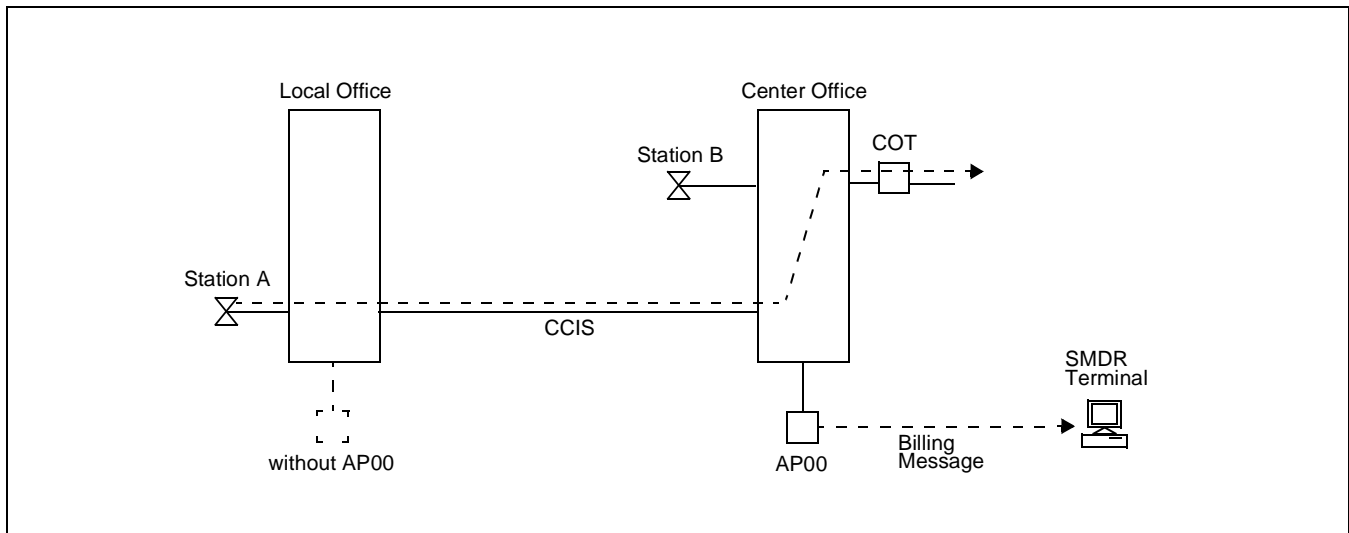 Local Office
Center Office
COT
Station B
Station A
CCIS
SMDR
Terminal
without AP00
AP00
Billing
Message